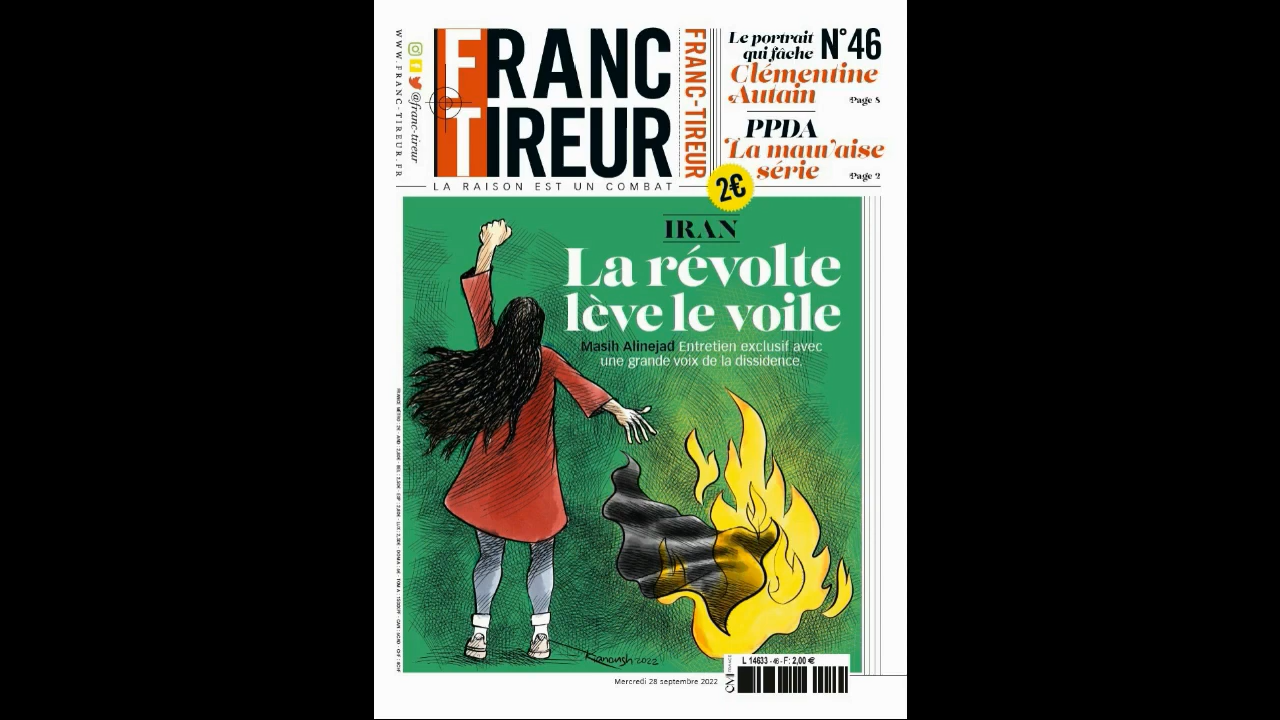 WWW.FRANC-TIREUR.FR
@franc-tireur
FRANC
TIREUR
FRANC-TIREUR
LA RAISON EST UN COMBAT
Le portrait
qui fâche
N°46
Clémentine
Autain
Page 8
PPDA
La mauvaise
série
Page 2
2€
IRAN
La révolte
lève le voile
Masih Alinejad Entretien exclusif avec
une grande voix de la dissidence.
Kianoush 2022
Mercredi 28 septembre 2022
CMI FRANCE
L 14633 - 46 - F: 2,00 €